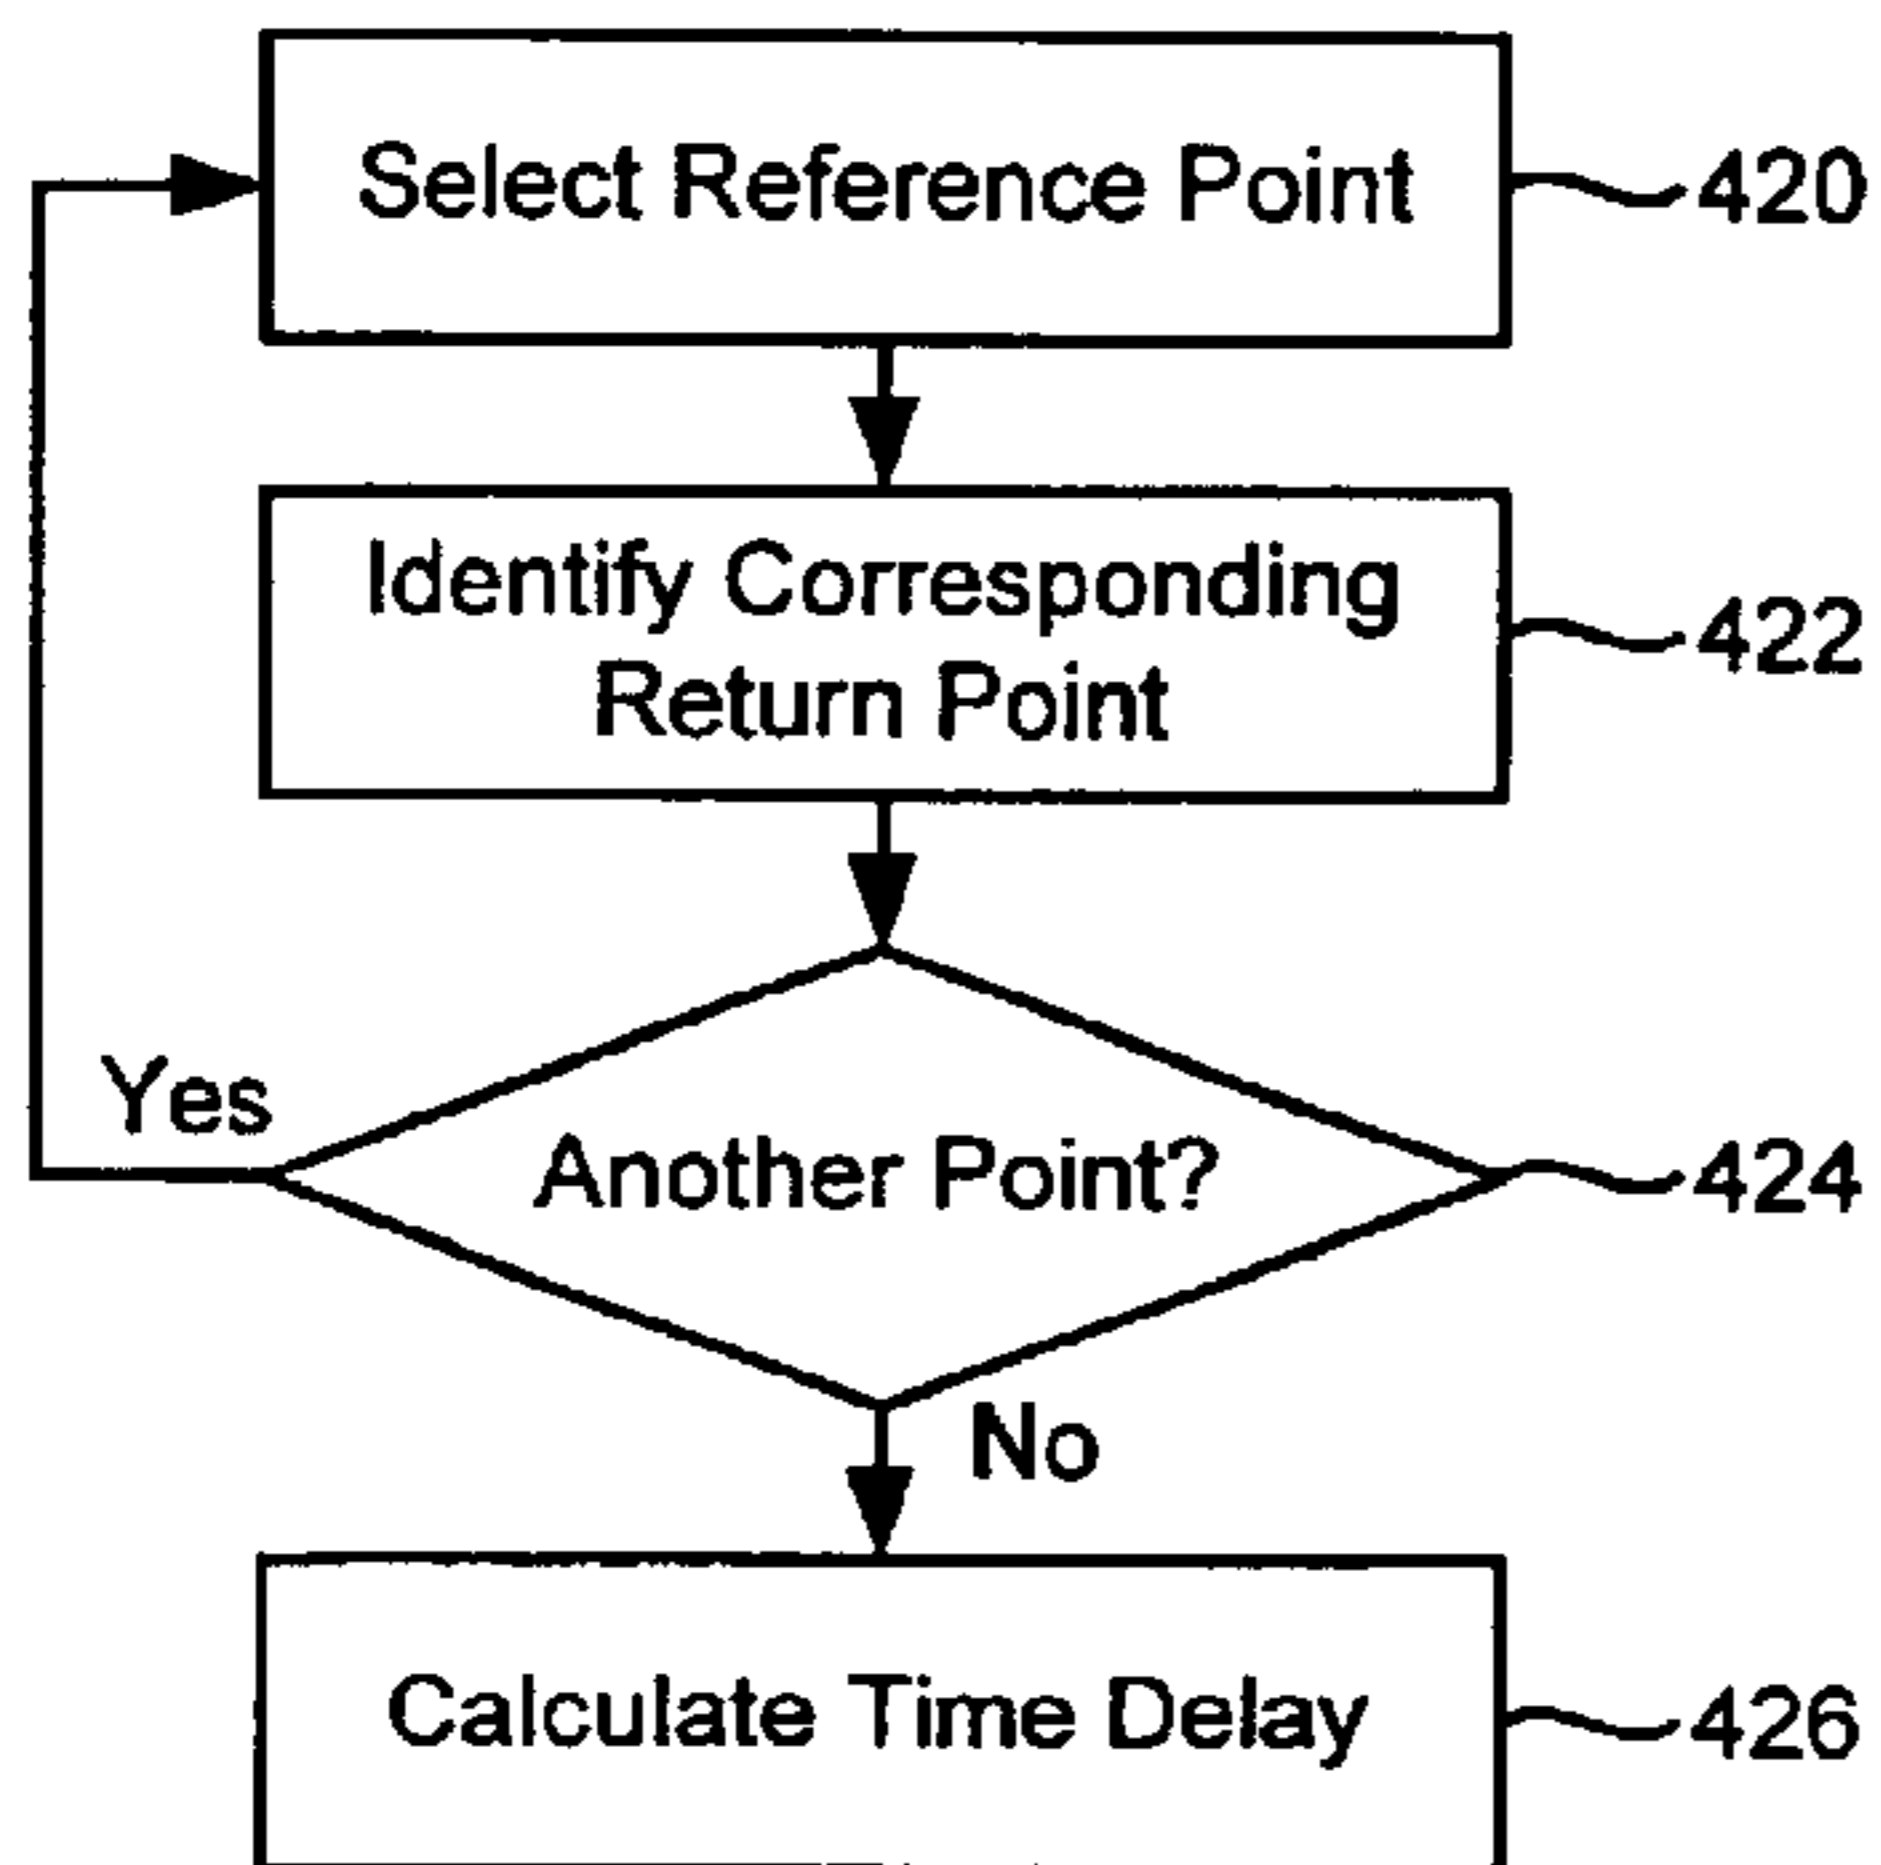 Select Reference Point
420
Identify Corresponding
Return Point
422
Yes
Another Point?
424
No
Calculate Time Delay
426